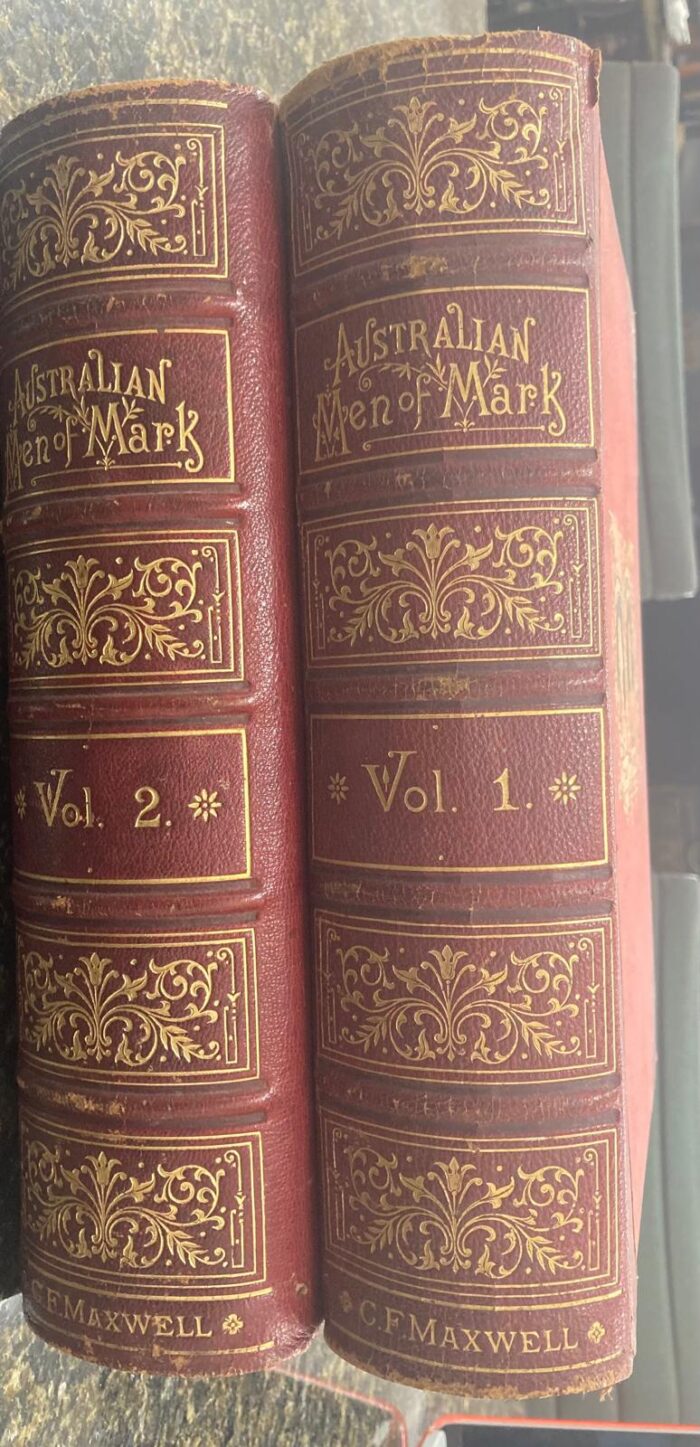 Australian
Men of Mark
Vol. 2.
C.F. Maxwell
Australian
Men of Mark
Vol. 1.
C.F. Maxwell